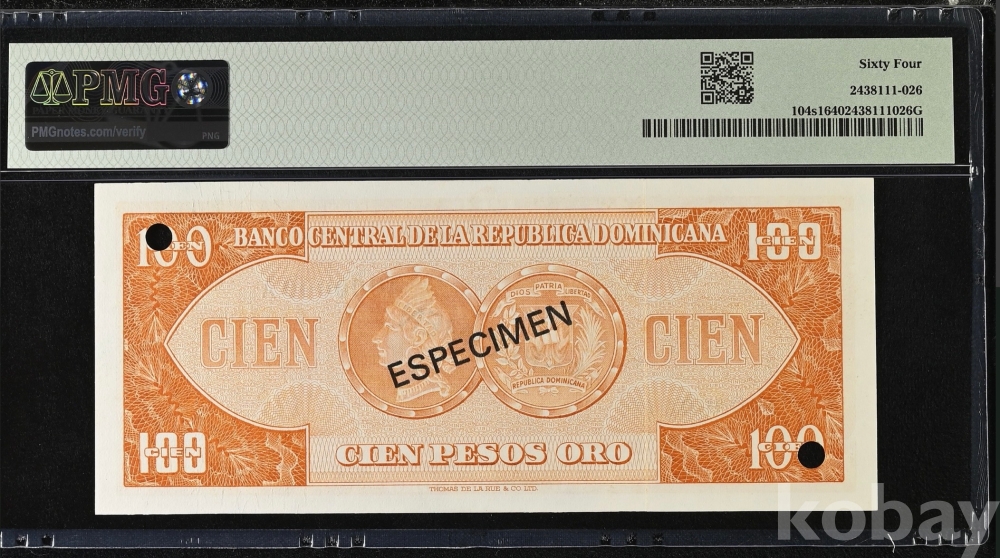 PMG
PMGnotes.com/verify
PNG
Sixty Four
2438111-026
104s16402438111026G
100
CIEN
BANCO CENTRAL DE LA REPUBLICA DOMINICANA
100
CIEN
CIEN
DIOS PATRIA LIBERTAD
REPUBLICA DOMINICANA
ESPECIMEN
CIEN
100
CIEN
CIEN PESOS ORO
100
CIEN
THOMAS DE LA RUE & CO. LTD.
kobay